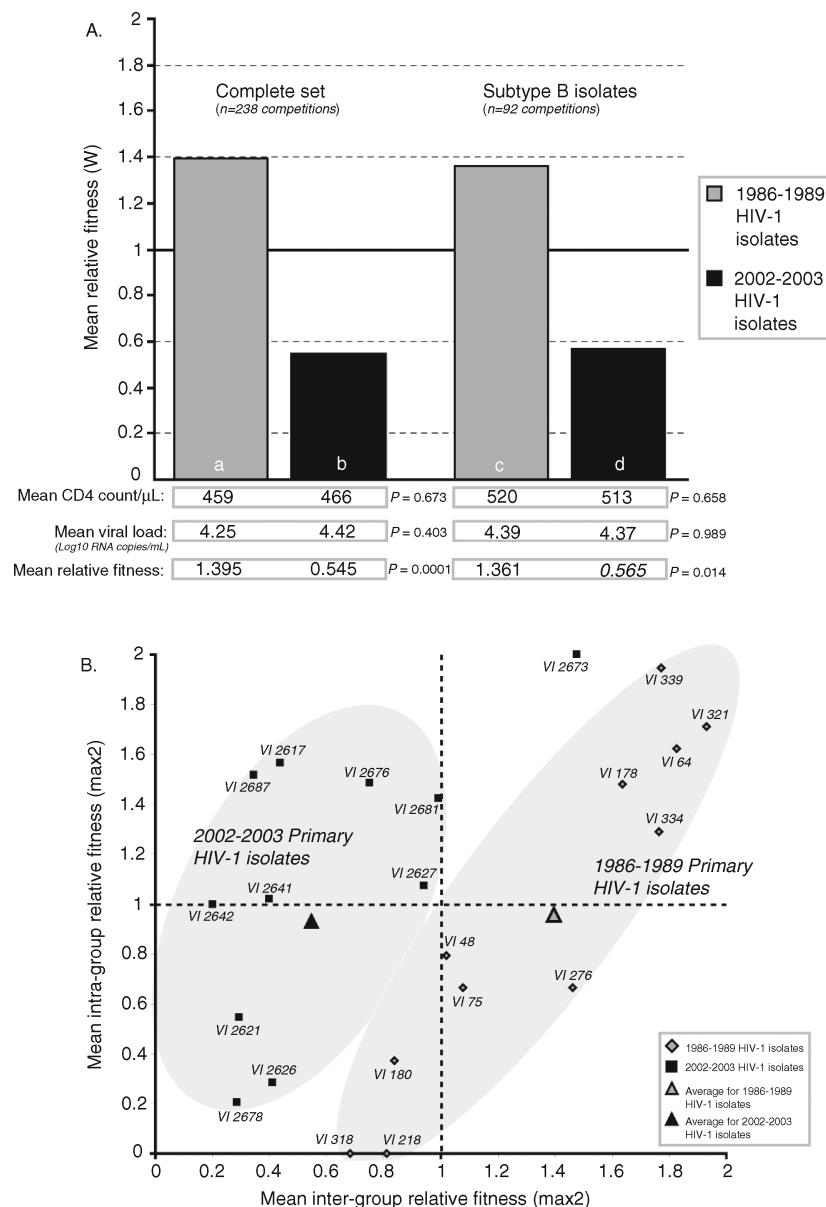 A.
2
1.8
1.6
1.4
1.2
1
0.8
0.6
0.4
0.2
0
Mean relative fitness (W)
Complete set
(n=238 competitions)
Subtype B isolates
(n=92 competitions)
a
b
c
d
1986-1989
HIV-1
isolates
2002-2003
HIV-1
isolates
Mean CD4 count/µL: 459 466 P = 0.673 520 513 P = 0.658
Mean viral load: 4.25 4.42 P = 0.403 4.39 4.37 P = 0.989
(Log10 RNA copies/mL)
Mean relative fitness: 1.395 0.545 P = 0.0001 1.361 0.565 P = 0.014
B.
2
1.8
1.6
1.4
1.2
1
0.8
0.6
0.4
0.2
0
Mean intra-group relative fitness (max2)
VI 2673
VI 339
VI 321
VI 64
VI 178
VI 334
VI 2617
VI 2687
VI 2676
VI 2681
2002-2003 Primary
HIV-1 isolates
VI 2627
1986-1989 Primary
HIV-1 isolates
VI 2641
VI 2642
VI 48
VI 75
VI 276
VI 2621
VI 2626
VI 180
VI 2678
VI 318
VI 218
1986-1989 HIV-1 isolates
2002-2003 HIV-1 isolates
Average for 1986-1989
HIV-1 isolates
Average for 2002-2003
HIV-1 isolates
0 0.2 0.4 0.6 0.8 1 1.2 1.4 1.6 1.8 2
Mean inter-group relative fitness (max2)